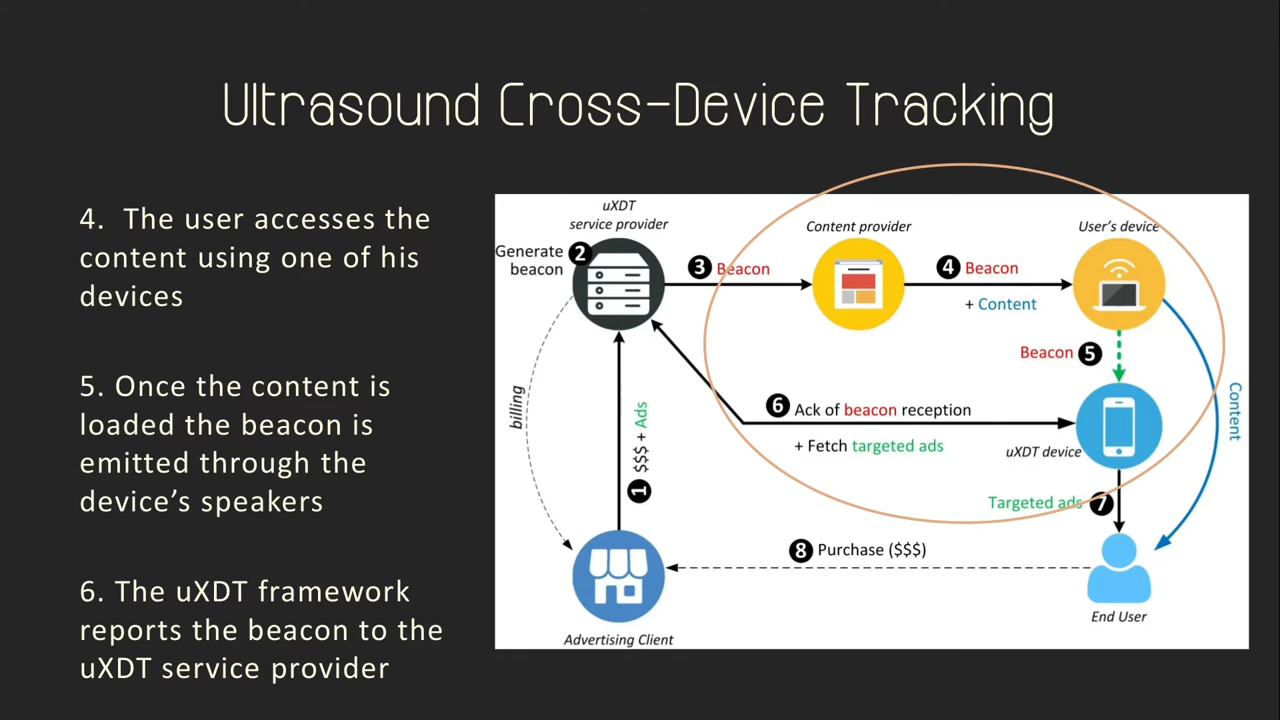 Ultrasound Cross-Device Tracking
4. The user accesses the
content using one of his
devices
5. Once the content is
loaded the beacon is
emitted through the
device's speakers
6. The uXDT framework
reports the beacon to the
uXDT service provider
uXDT
service provider
Generate
beacon
2
3 Beacon
Content provider
4 Beacon
+ Content
User's device
Beacon 5
Content
6 Ack of beacon reception
+ Fetch targeted ads
uXDT device
billing
1 $$$ + Ads
Targeted ads 7
8 Purchase ($$$)
End User
Advertising Client